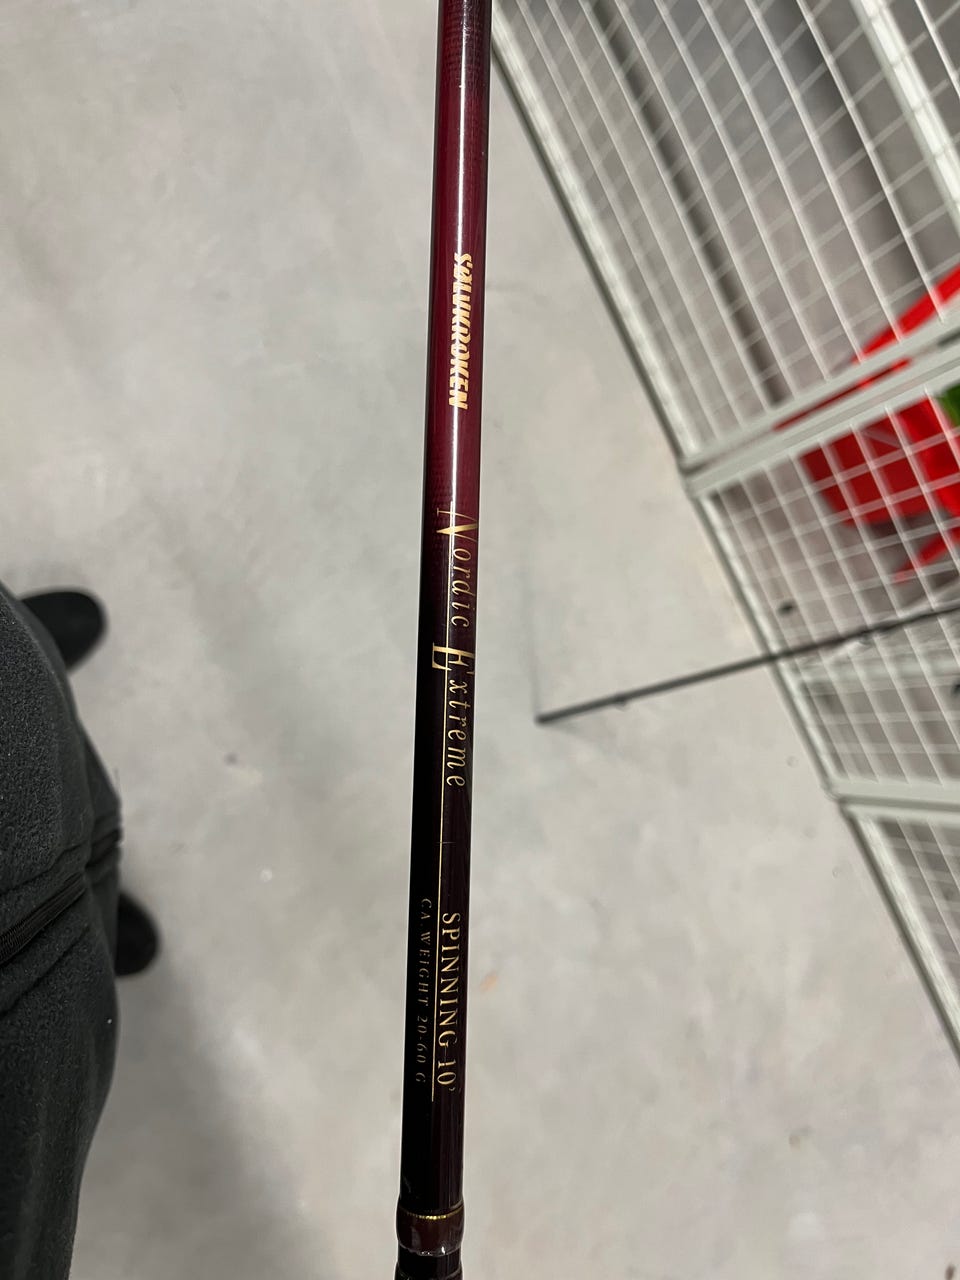 SØLVKROKEN
Nordic Extreme
SPINNING 10'
CA WEIGHT 20-60 G